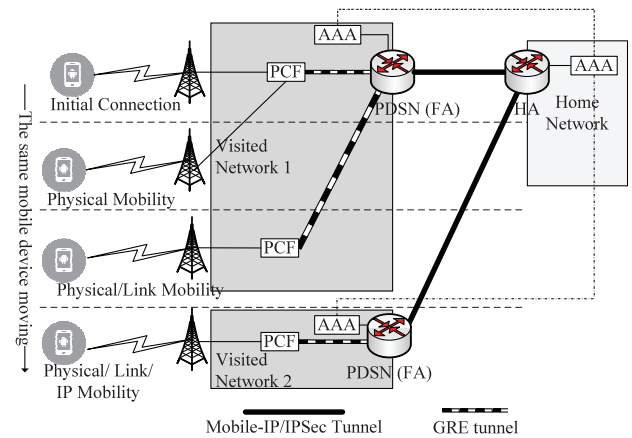 AAA
PCF
PDSN (FA)
HA
AAA
Home
Network
Initial Connection
The same mobile device moving
Visited
Network 1
Physical Mobility
PCF
Physical/Link Mobility
PCF
AAA
Visited
Network 2
PDSN (FA)
Physical/ Link/
IP Mobility
Mobile-IP/IPSec Tunnel
GRE tunnel